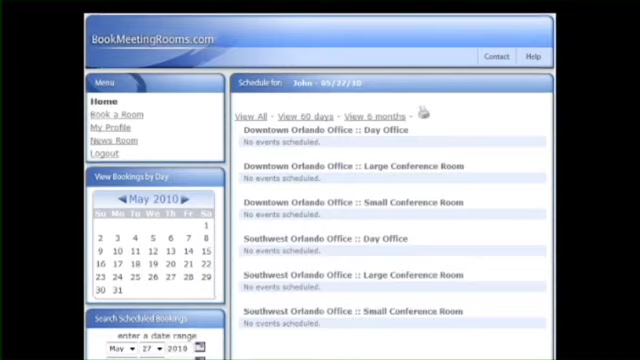 BookMeetingRooms.com
Contact Help
Menu
Home
Book a Room
My Profile
News Room
Logout
View Bookings by Day
May 2010
Su Mo Tu We Th Fr Sa
1
2 3 4 5 6 7 8
9 10 11 12 13 14 15
16 17 18 19 20 21 22
23 24 25 26 27 28 29
30 31
Search Scheduled Bookings
enter a date range
May 27 2010
Schedule for: John - 05/27/10
View All - View 60 days - View 6 months -
Downtown Orlando Office :: Day Office
No events scheduled.
Downtown Orlando Office :: Large Conference Room
No events scheduled.
Downtown Orlando Office :: Small Conference Room
No events scheduled.
Southwest Orlando Office :: Day Office
No events scheduled.
Southwest Orlando Office :: Large Conference Room
No events scheduled.
Southwest Orlando Office :: Small Conference Room
No events scheduled.